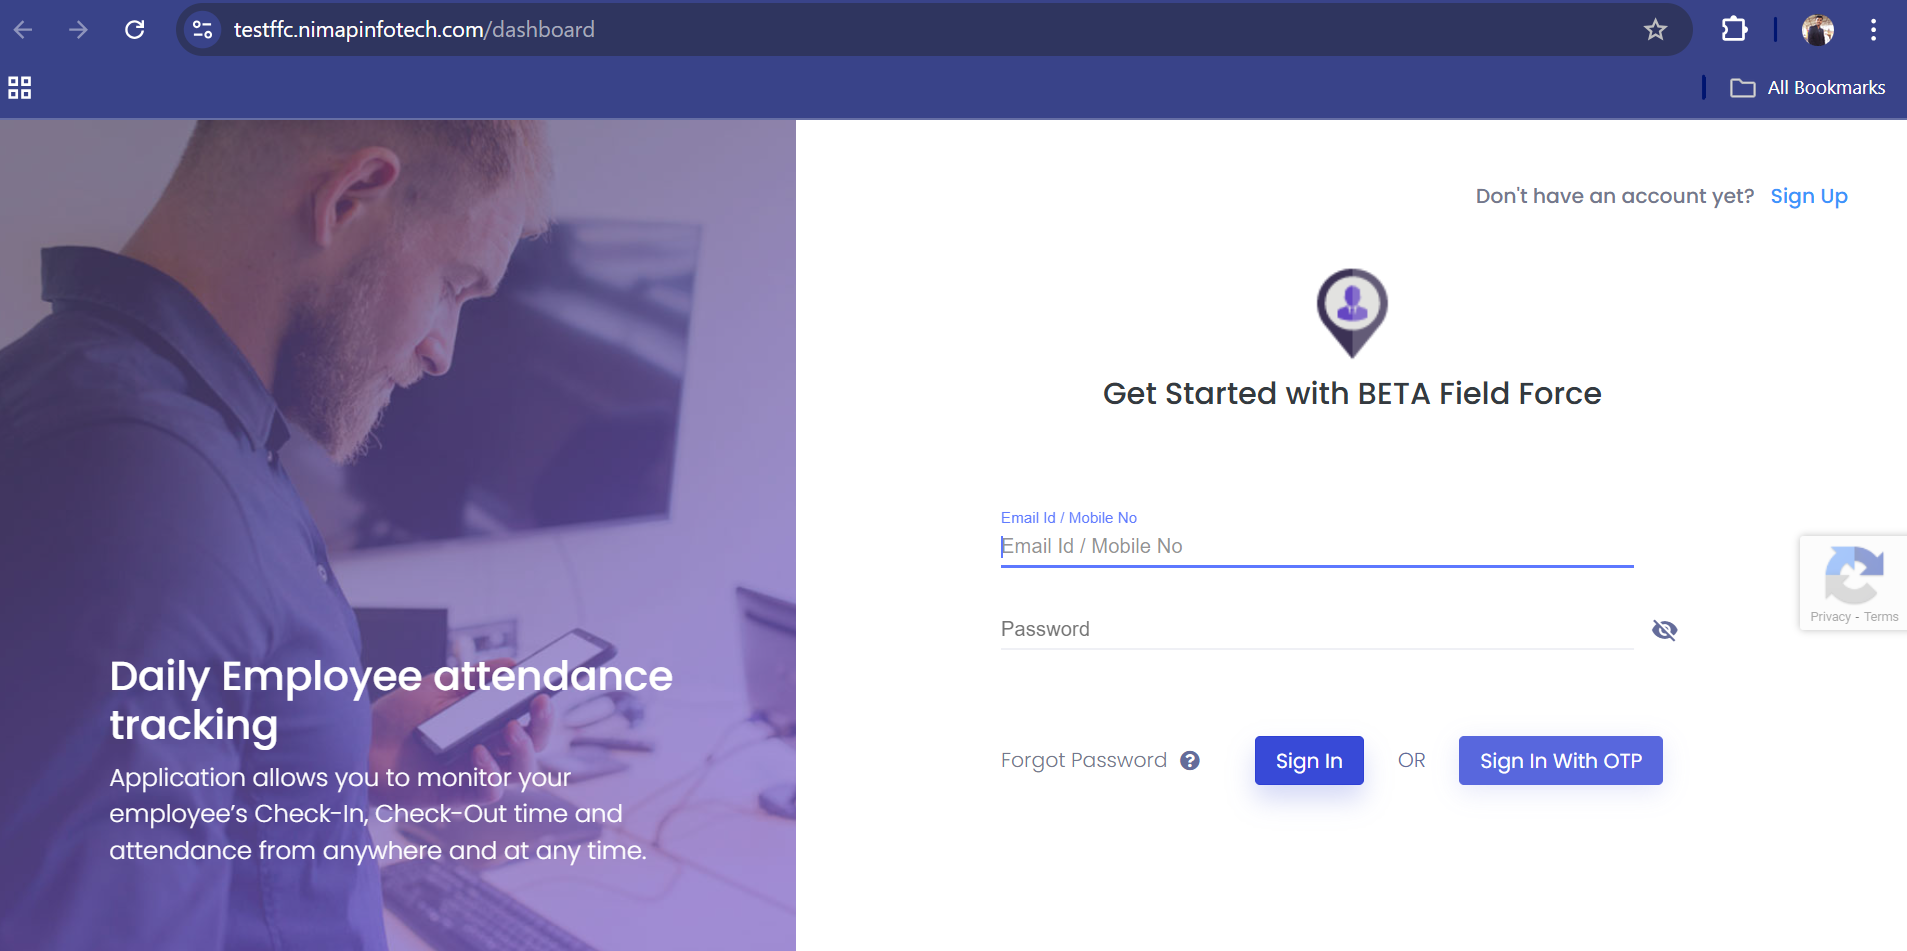 testffc.nimapinfotech.com/dashboard
All Bookmarks
Don't have an account yet? Sign Up
Get Started with BETA Field Force
Email Id / Mobile No
Email Id / Mobile No
Password
Privacy - Terms
Forgot Password ?
Sign In
OR
Sign In With OTP
Daily Employee attendance
tracking
Application allows you to monitor your
employee’s Check-In, Check-Out time and
attendance from anywhere and at any time.